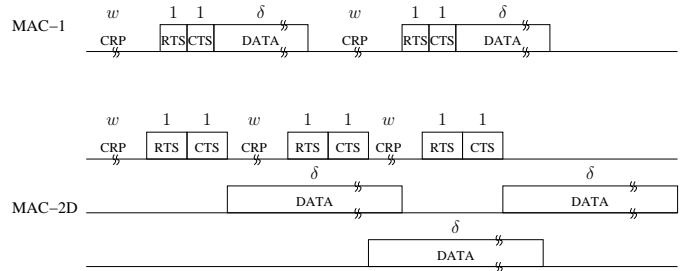 w 1 1 δ w 1 1 δ
MAC−1 CRP RTS CTS DATA CRP RTS CTS DATA
w 1 1 w 1 1 w 1 1
CRP RTS CTS CRP RTS CTS CRP RTS CTS
δ δ
MAC−2D DATA DATA
δ
DATA